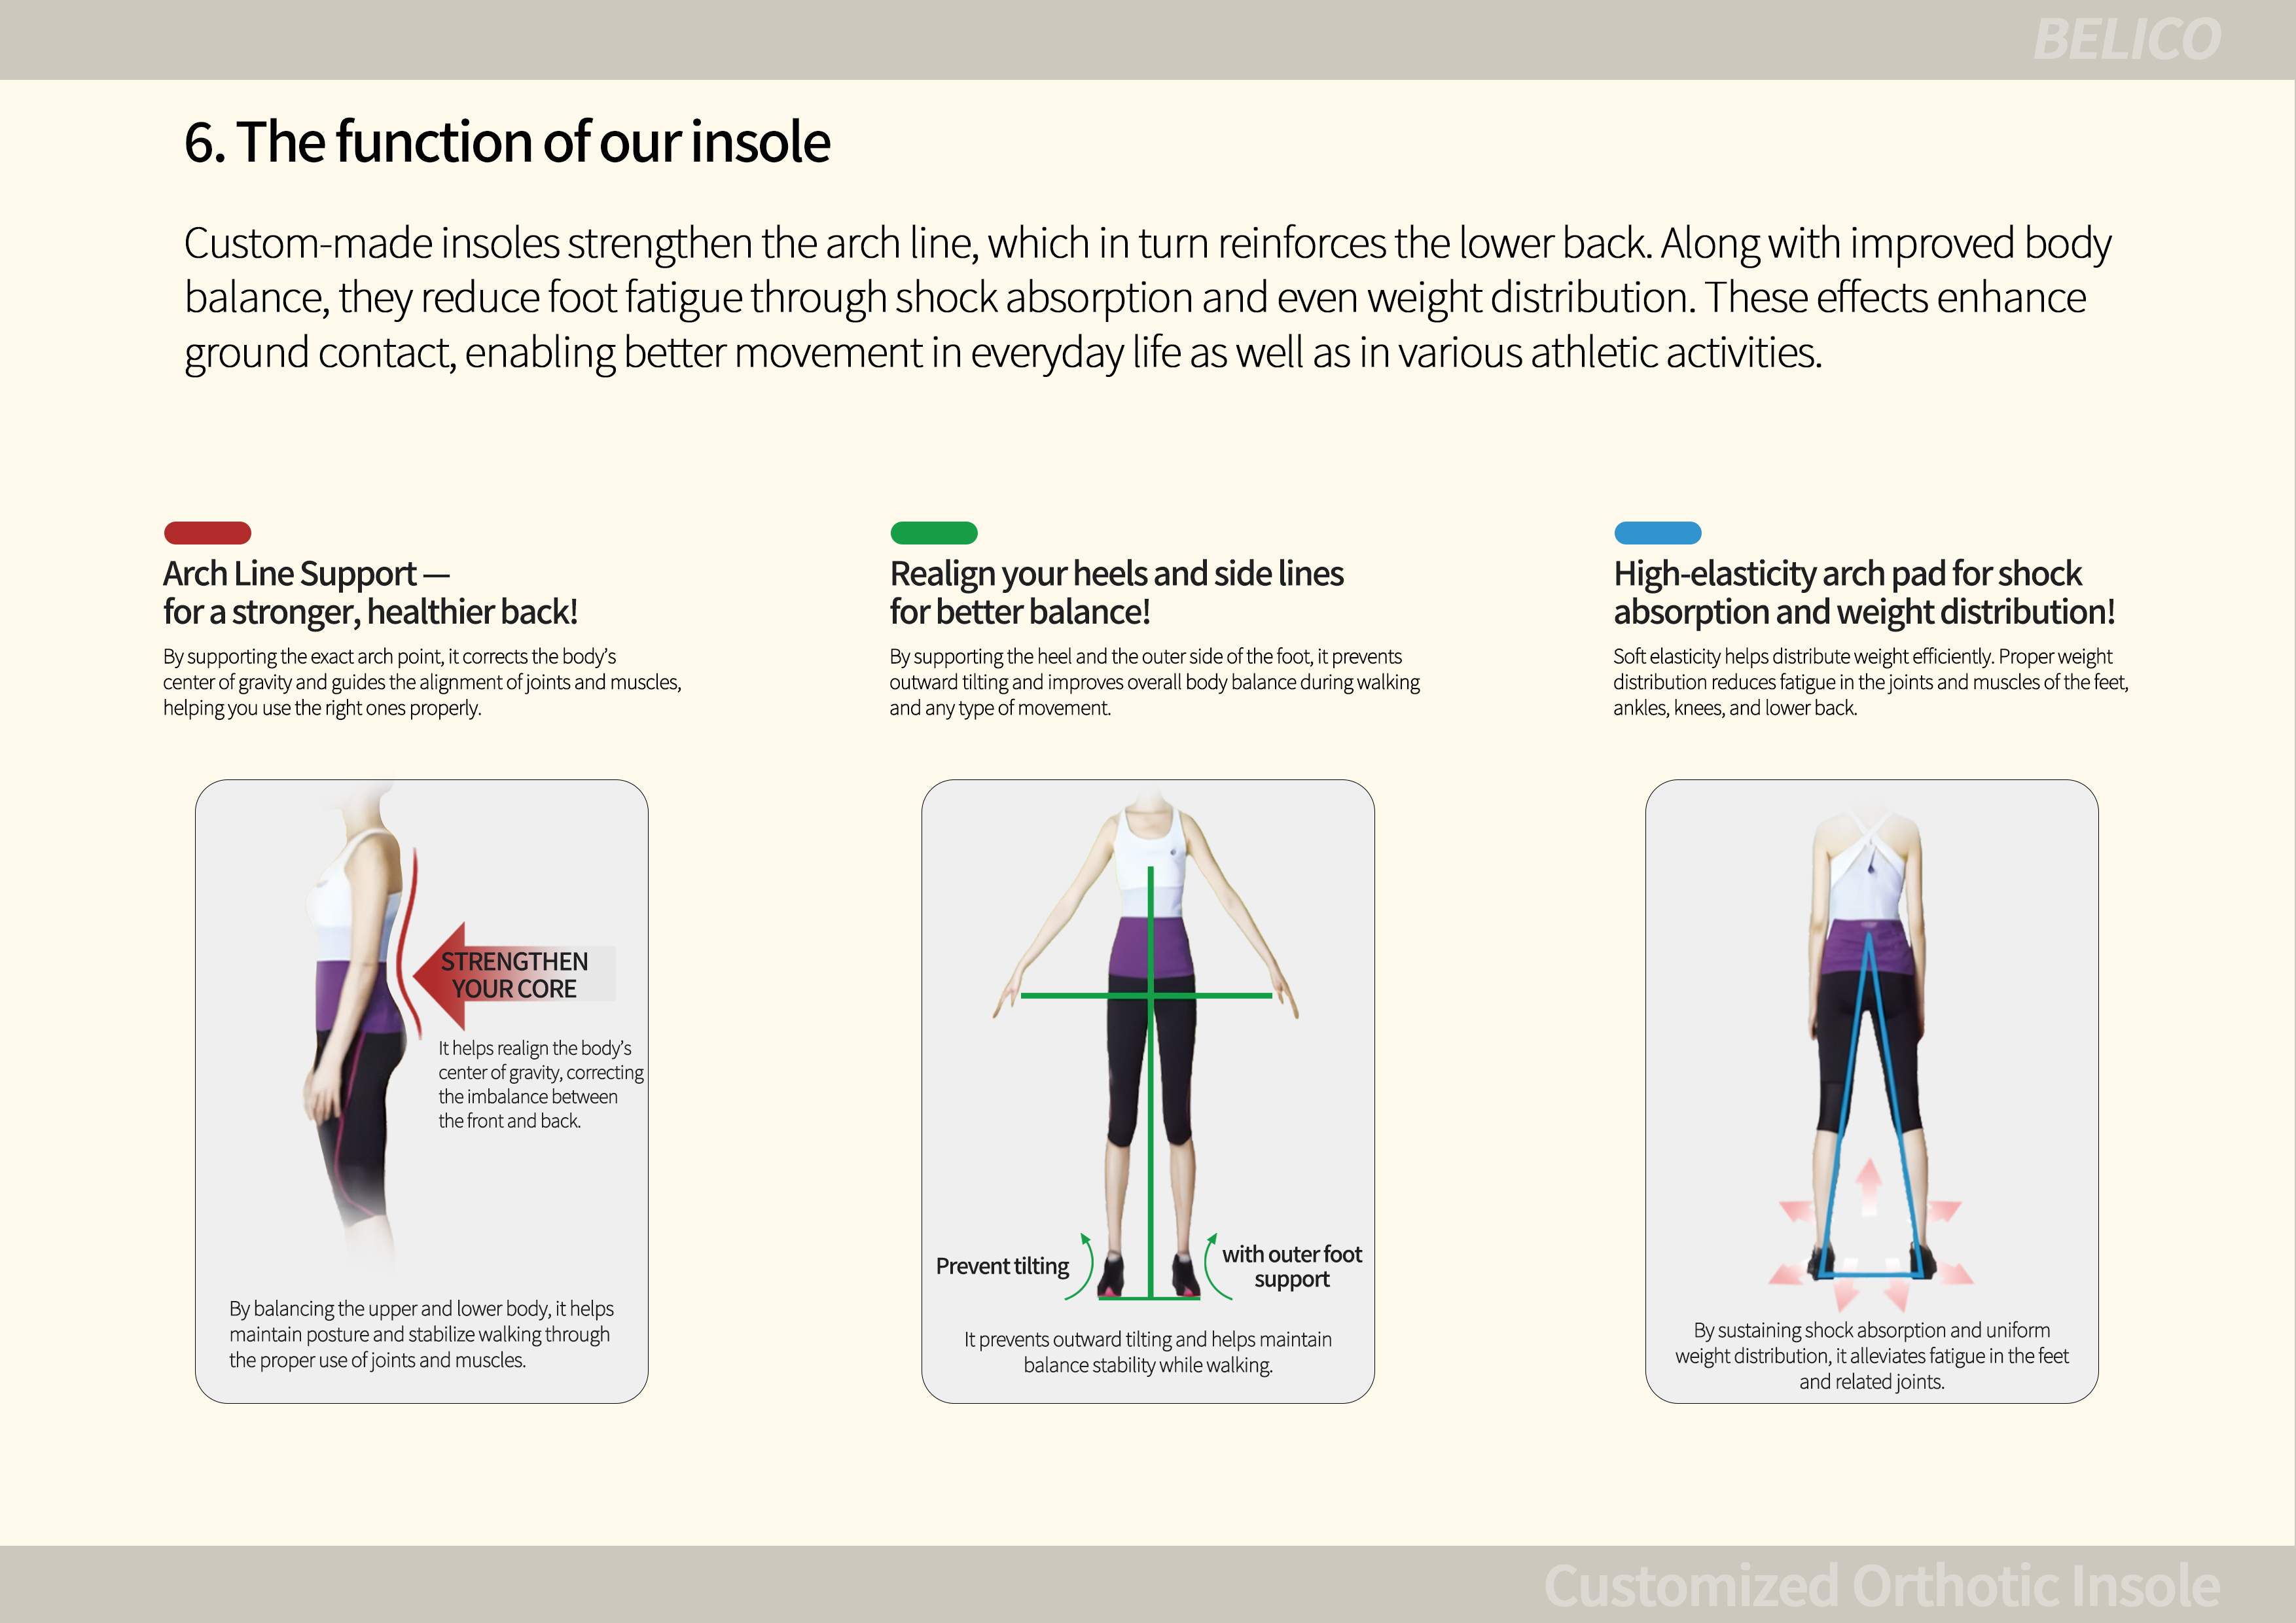 BELICO
6. The function of our insole
Custom-made insoles strengthen the arch line, which in turn reinforces the lower back. Along with improved body
balance, they reduce foot fatigue through shock absorption and even weight distribution. These effects enhance
ground contact, enabling better movement in everyday life as well as in various athletic activities.
Arch Line Support —
for a stronger, healthier back!
By supporting the exact arch point, it corrects the body’s
center of gravity and guides the alignment of joints and muscles,
helping you use the right ones properly.
STRENGTHEN
YOUR CORE
It helps realign the body’s
center of gravity, correcting
the imbalance between
the front and back.
By balancing the upper and lower body, it helps
maintain posture and stabilize walking through
the proper use of joints and muscles.
Realign your heels and side lines
for better balance!
By supporting the heel and the outer side of the foot, it prevents
outward tilting and improves overall body balance during walking
and any type of movement.
Prevent tilting
with outer foot
support
It prevents outward tilting and helps maintain
balance stability while walking.
High-elasticity arch pad for shock
absorption and weight distribution!
Soft elasticity helps distribute weight efficiently. Proper weight
distribution reduces fatigue in the joints and muscles of the feet,
ankles, knees, and lower back.
By sustaining shock absorption and uniform
weight distribution, it alleviates fatigue in the feet
and related joints.
Customized Orthotic Insole